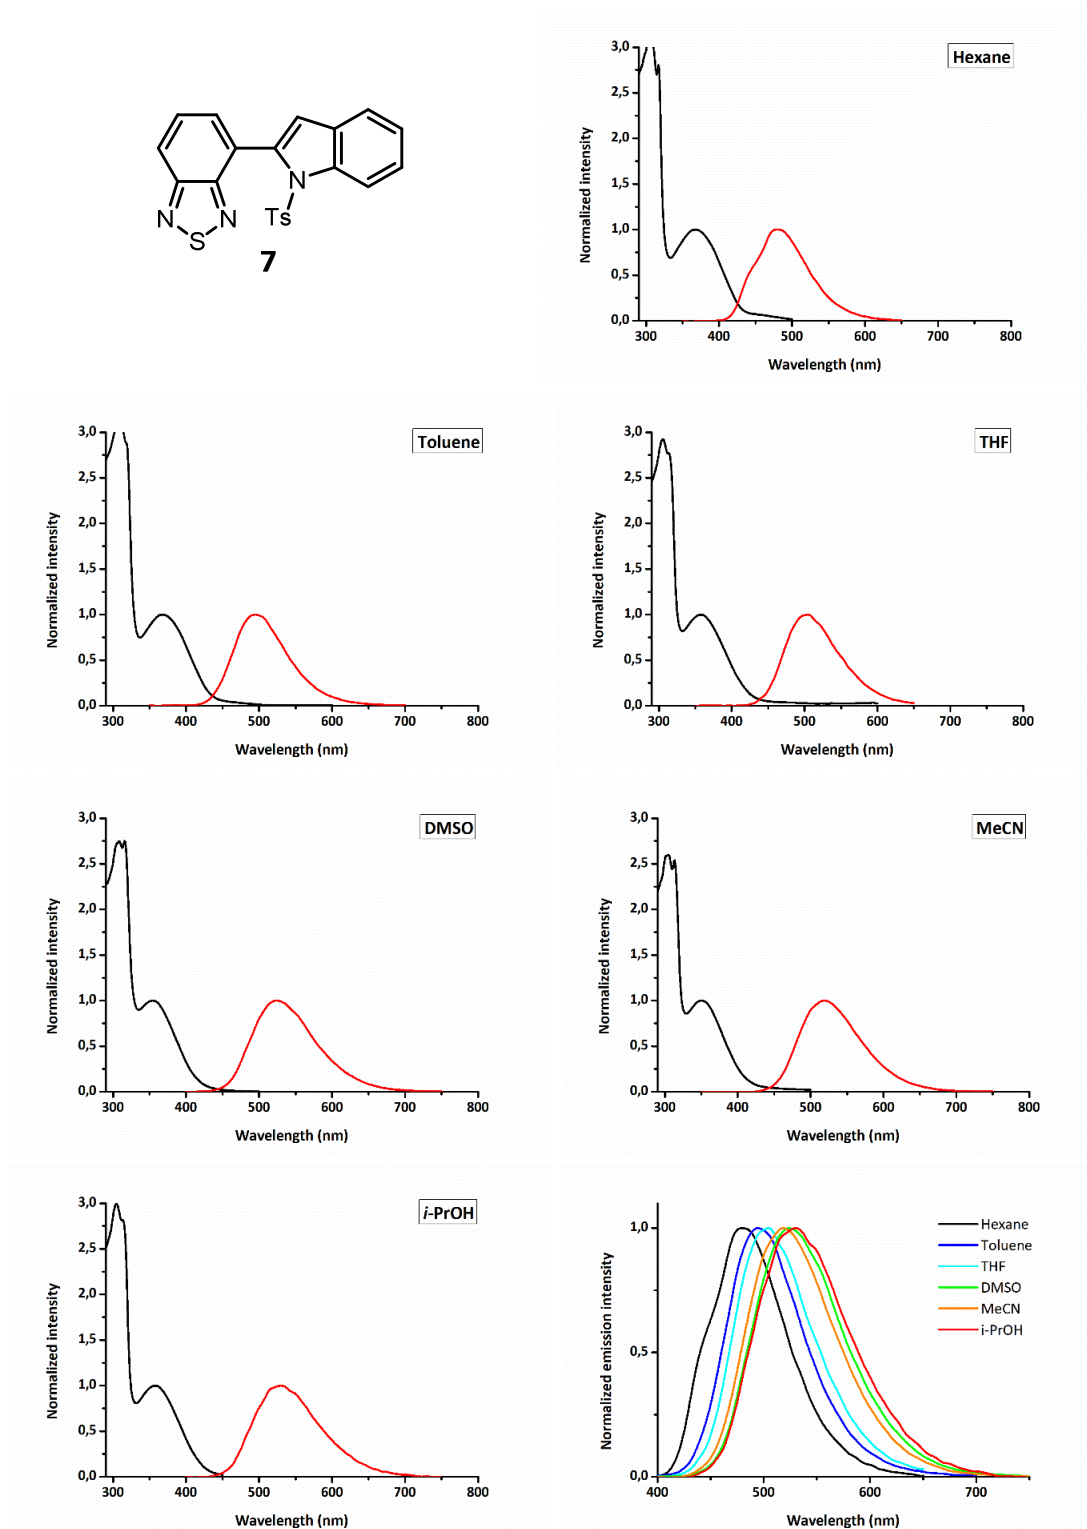 N
Ts
N
N
S
7
Hexane
3,0
2,5
2,0
1,5
1,0
0,5
0,0
Normalized intensity
300 400 500 600 700 800
Wavelength (nm)
Toluene
3,0
2,5
2,0
1,5
1,0
0,5
0,0
Normalized intensity
300 400 500 600 700 800
Wavelength (nm)
THF
3,0
2,5
2,0
1,5
1,0
0,5
0,0
Normalized intensity
300 400 500 600 700 800
Wavelength (nm)
DMSO
3,0
2,5
2,0
1,5
1,0
0,5
0,0
Normalized intensity
300 400 500 600 700 800
Wavelength (nm)
MeCN
3,0
2,5
2,0
1,5
1,0
0,5
0,0
Normalized intensity
300 400 500 600 700 800
Wavelength (nm)
i-PrOH
3,0
2,5
2,0
1,5
1,0
0,5
0,0
Normalized intensity
300 400 500 600 700 800
Wavelength (nm)
1,0
0,5
0,0
Normalized emission intensity
Hexane
Toluene
THF
DMSO
MeCN
i-PrOH
400 500 600 700
Wavelength (nm)